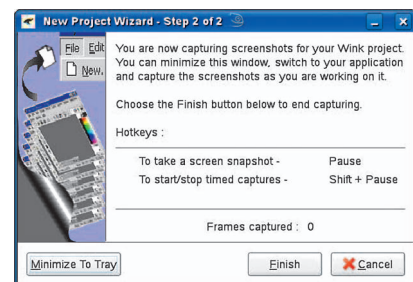 New Project Wizard - Step 2 of 2
File Edit
New.
You are now capturing screenshots for your Wink project.
You can minimize this window, switch to your application
and capture the screenshots as you are working on it.
Choose the Finish button below to end capturing.
Hotkeys :
To take a screen snapshot - Pause
To start/stop timed captures - Shift + Pause
Frames captured : 0
Minimize To Tray Finish Cancel